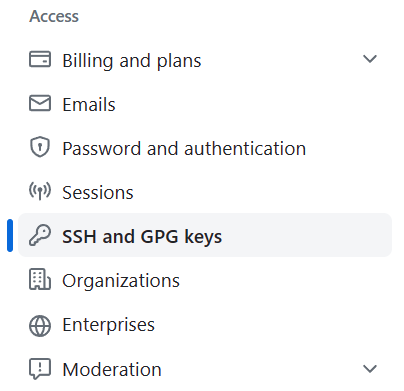 Access
Billing and plans
Emails
Password and authentication
Sessions
SSH and GPG keys
Organizations
Enterprises
Moderation